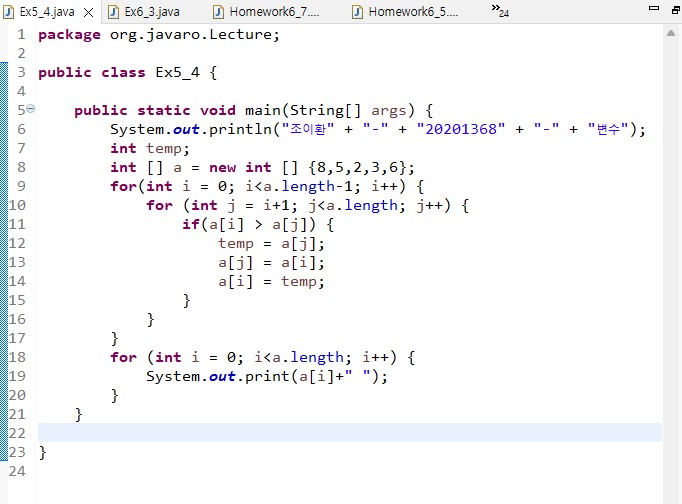 Ex5_4.java Ex6_3.java Homework6_7.... Homework6_5.... »24
1 package org.javaro.Lecture;
2
3 public class Ex5_4 {
4
5 public static void main(String[] args) {
6 System.out.println("조이환" + "-" + "20201368" + "-" + "변수");
7 int temp;
8 int [] a = new int [] {8,5,2,3,6};
9 for(int i = 0; i<a.length-1; i++) {
10 for (int j = i+1; j<a.length; j++) {
11 if(a[i] > a[j]) {
12 temp = a[j];
13 a[j] = a[i];
14 a[i] = temp;
15 }
16 }
17 }
18 for (int i = 0; i<a.length; i++) {
19 System.out.print(a[i]+" ");
20 }
21 }
22
23 }
24